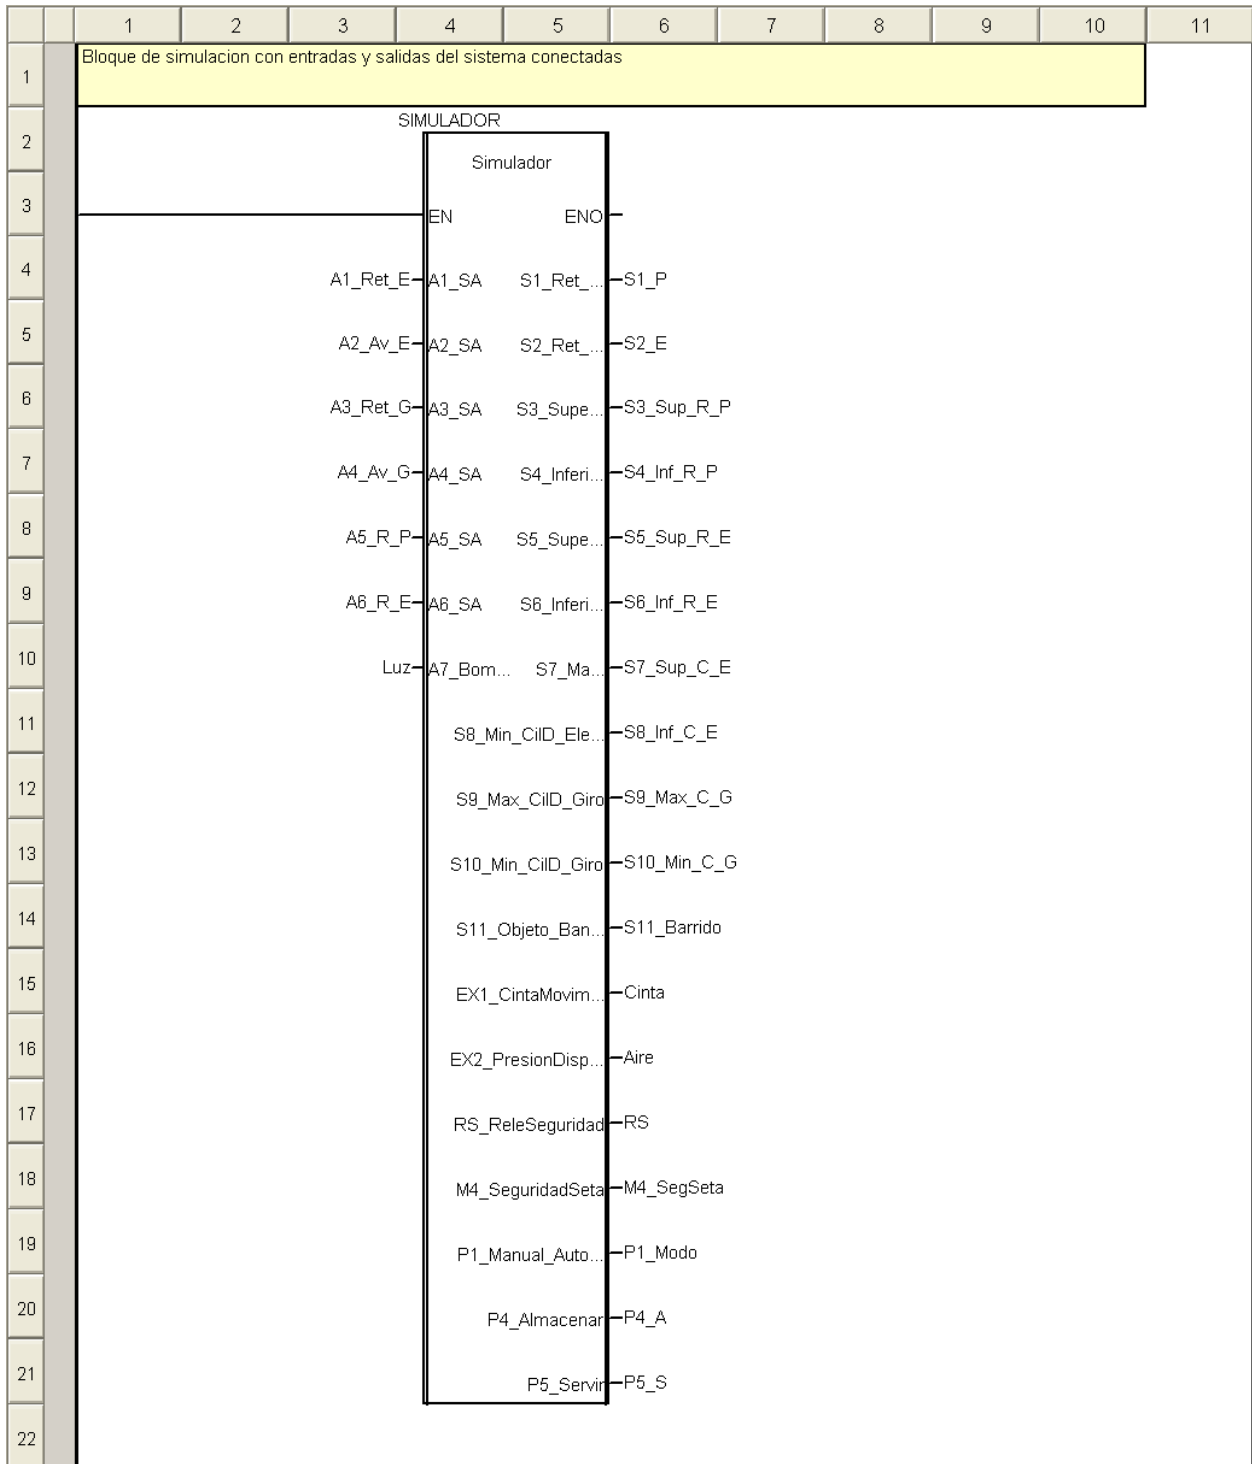 1 2 3 4 5 6 7 8 9 10 11
1 Bloque de simulacion con entradas y salidas del sistema conectadas
SIMULADOR
2 Simulador
3 EN ENO
4 A1_Ret_E A1_SA S1_Ret_... S1_P
5 A2_Av_E A2_SA S2_Ret_... S2_E
6 A3_Ret_G A3_SA S3_Supe... S3_Sup_R_P
7 A4_Av_G A4_SA S4_Inferi... S4_Inf_R_P
8 A5_R_P A5_SA S5_Supe... S5_Sup_R_E
9 A6_R_E A6_SA S6_Inferi... S6_Inf_R_E
10 Luz A7_Bom... S7_Ma... S7_Sup_C_E
11 S8_Min_CilD_Ele... S8_Inf_C_E
12 S9_Max_CilD_Giro S9_Max_C_G
13 S10_Min_CilD_Giro S10_Min_C_G
14 S11_Objeto_Ban... S11_Barrido
15 EX1_CintaMovim... Cinta
16 EX2_PresionDisp... Aire
17 RS_ReleSeguridad RS
18 M4_SeguridadSeta M4_SegSeta
19 P1_Manual_Auto... P1_Modo
20 P4_Almacenar P4_A
21 P5_Servir P5_S
22